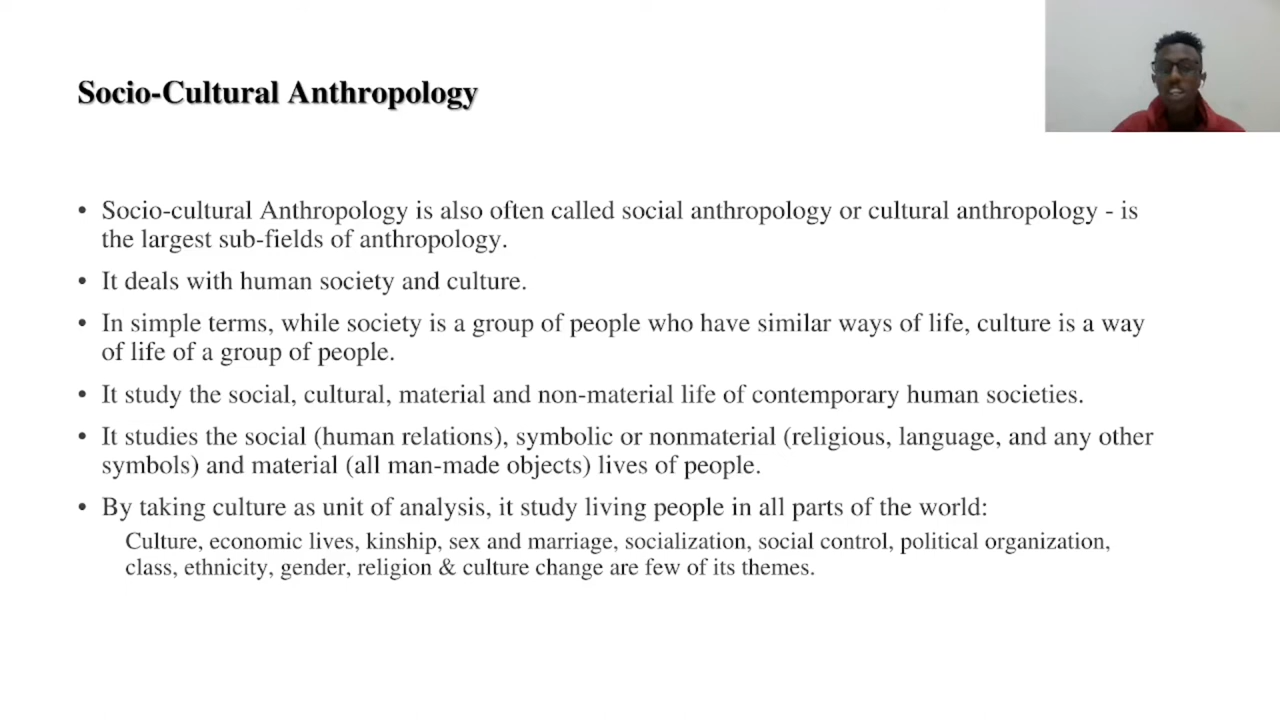 Socio-Cultural Anthropology
• Socio-cultural Anthropology is also often called social anthropology or cultural anthropology - is
the largest sub-fields of anthropology.
• It deals with human society and culture.
• In simple terms, while society is a group of people who have similar ways of life, culture is a way
of life of a group of people.
• It study the social, cultural, material and non-material life of contemporary human societies.
• It studies the social (human relations), symbolic or nonmaterial (religious, language, and any other
symbols) and material (all man-made objects) lives of people.
• By taking culture as unit of analysis, it study living people in all parts of the world:
Culture, economic lives, kinship, sex and marriage, socialization, social control, political organization,
class, ethnicity, gender, religion & culture change are few of its themes.